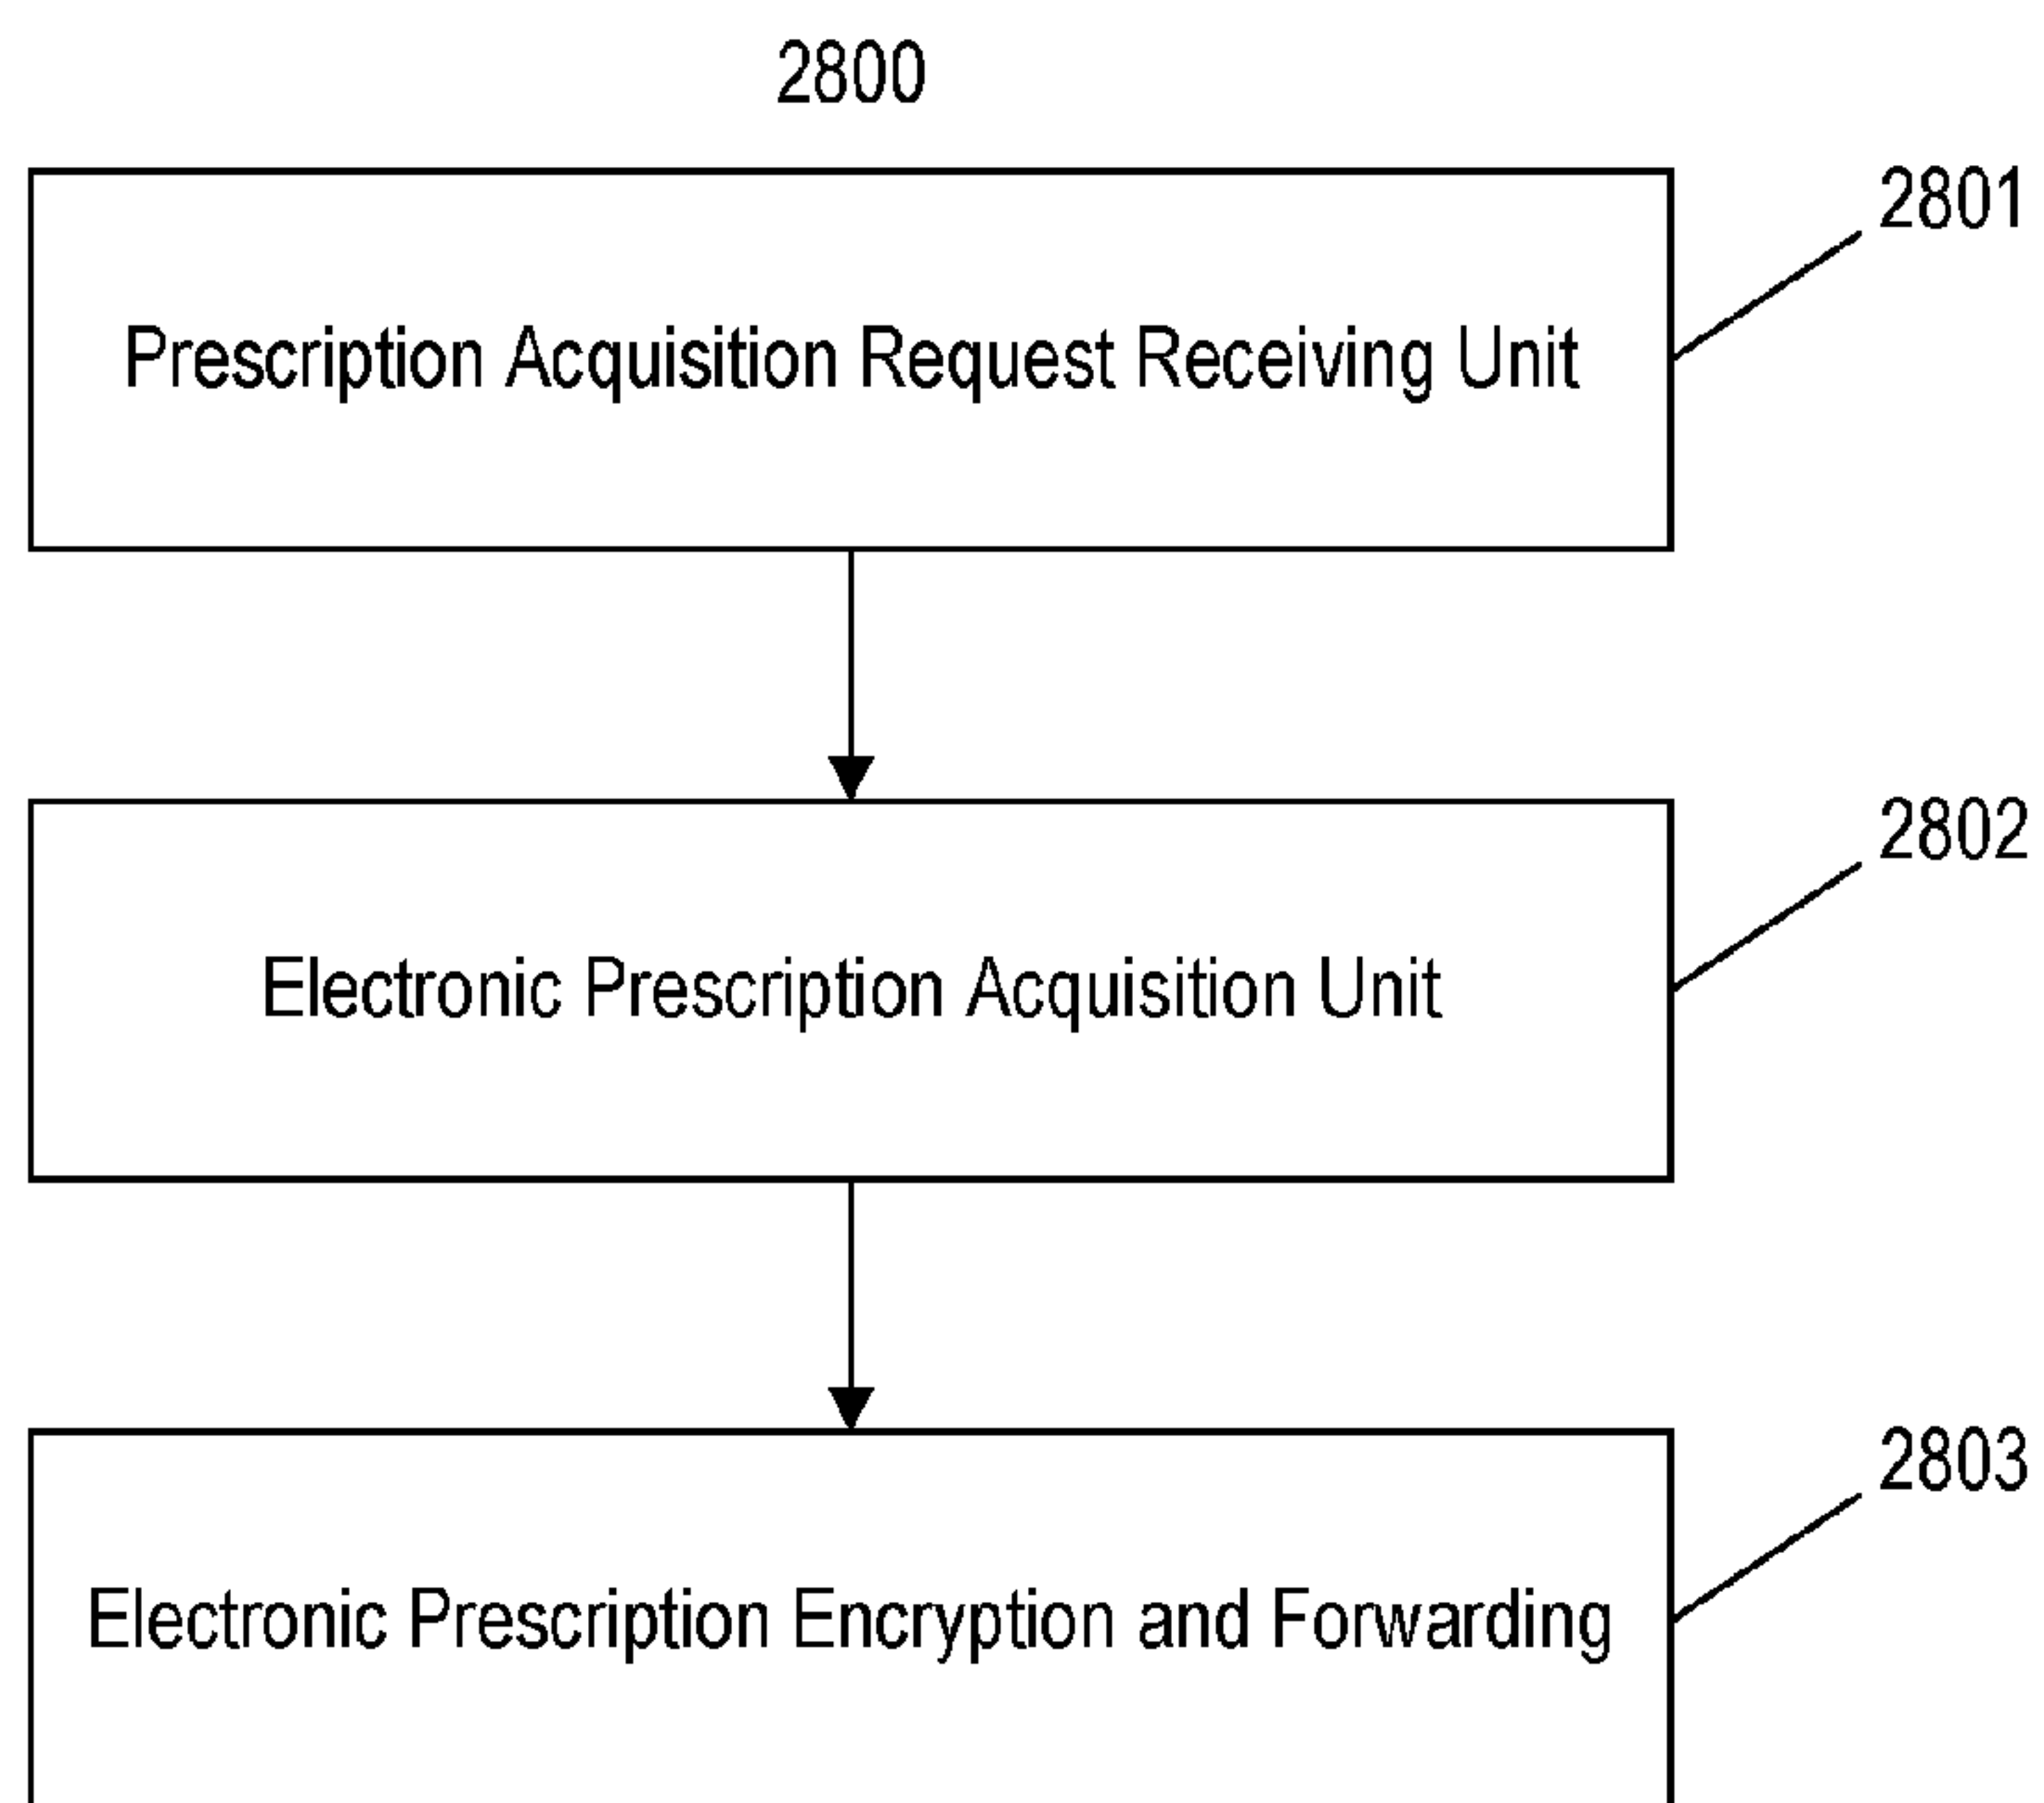 2800
2801
Prescription Acquisition Request Receiving Unit
2802
Electronic Prescription Acquisition Unit
2803
Electronic Prescription Encryption and Forwarding